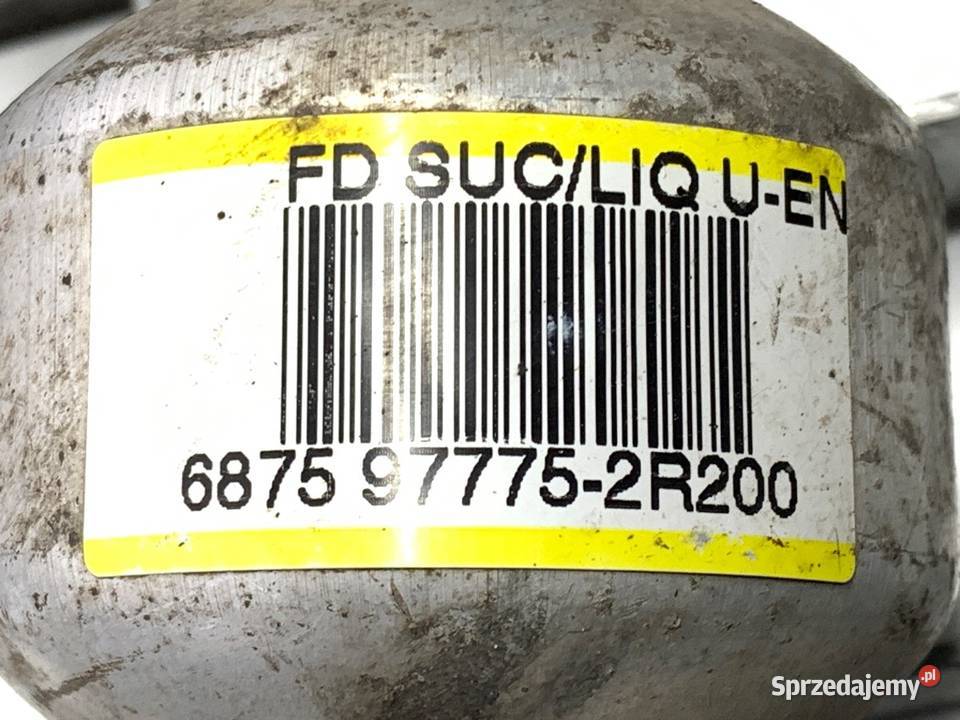 FD SUC/LIQ U-EN
6875 97775-2R200
Sprzedajemy.pl